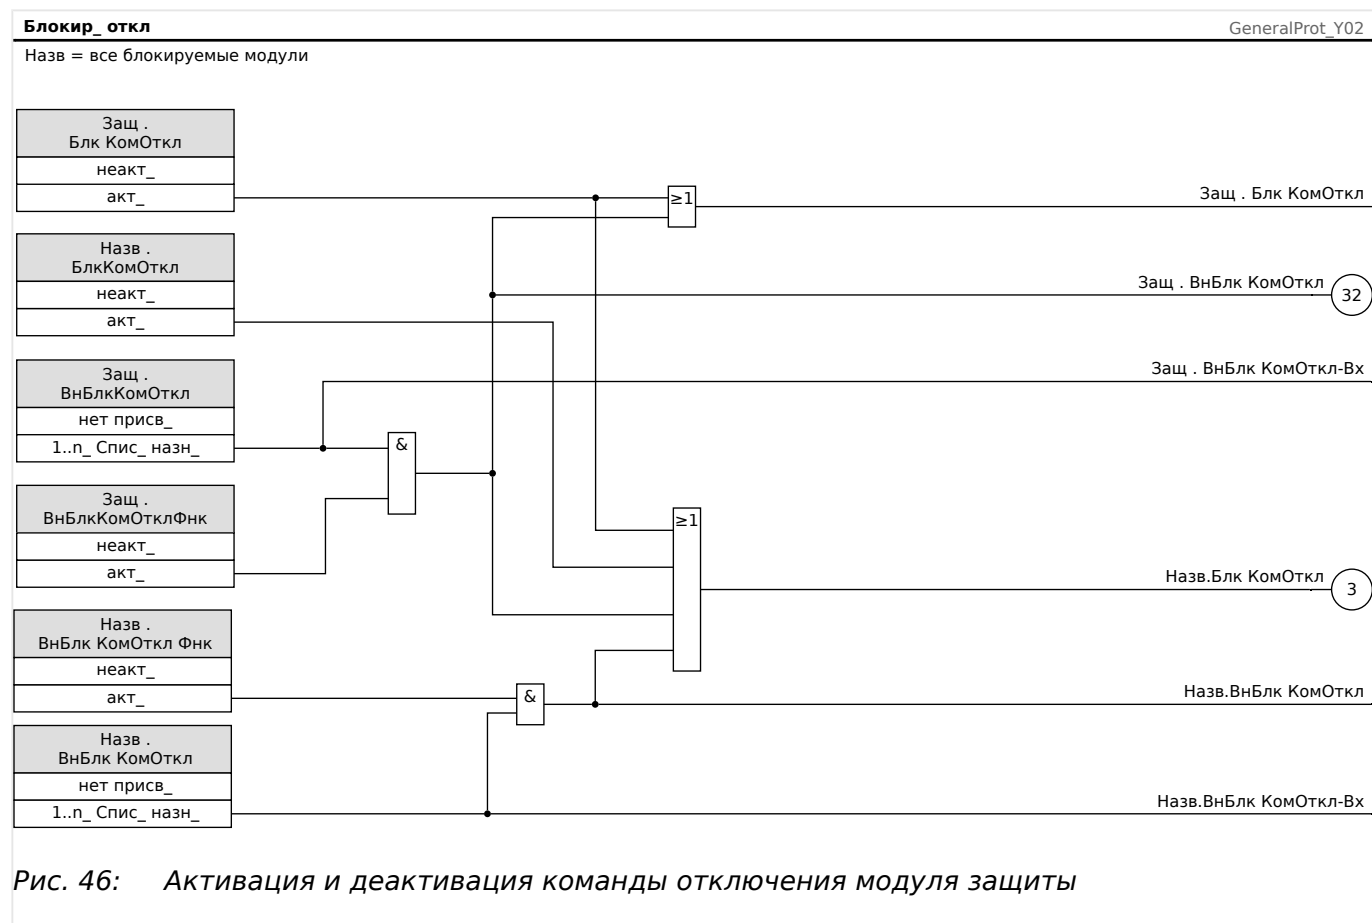 Блокир_ откл
GeneralProt_Y02
Назв = все блокируемые модули
Защ .
Блк КомОткл
неакт_
акт_
≥1
Защ . Блк КомОткл
Назв .
БлкКомОткл
неакт_
акт_
Защ . ВнБлк КомОткл
32
Защ .
ВнБлкКомОткл
нет присв_
1..n_ Спис_ назн_
&
Защ . ВнБлк КомОткл-Вх
Защ .
ВнБлкКомОтклФнк
неакт_
акт_
≥1
Назв.Блк КомОткл
3
Назв .
ВнБлк КомОткл Фнк
неакт_
акт_
&
Назв.ВнБлк КомОткл
Назв .
ВнБлк КомОткл
нет присв_
1..n_ Спис_ назн_
Назв.ВнБлк КомОткл-Вх
Рис. 46: Активация и деактивация команды отключения модуля защиты